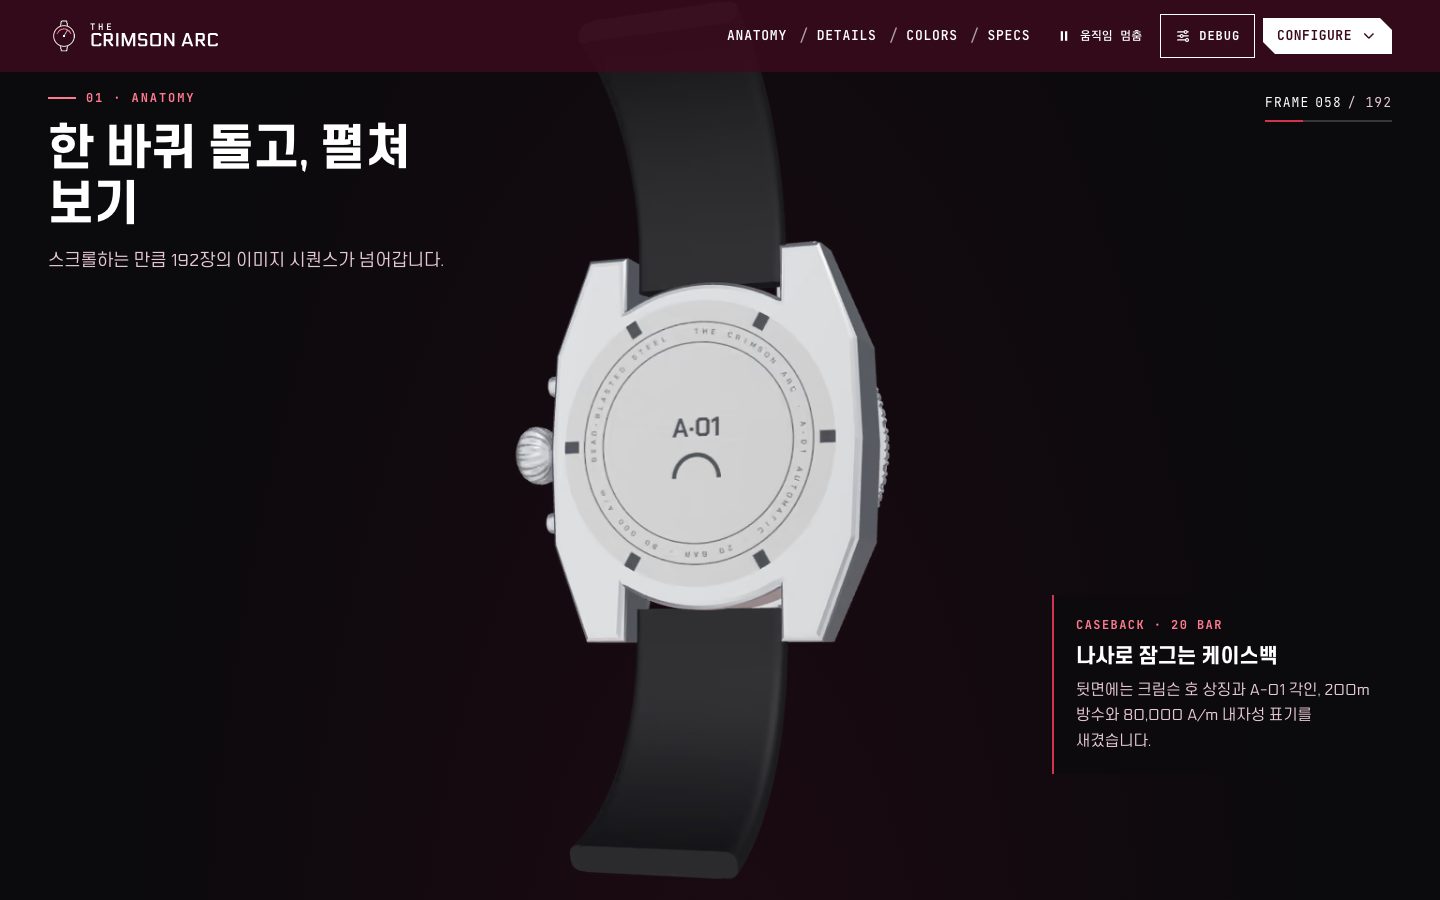 THE
CRIMSON ARC
ANATOMY / DETAILS / COLORS / SPECS
움직임 멈춤
DEBUG
CONFIGURE
01 · ANATOMY
한 바퀴 돌고, 펼쳐
보기
스크롤하는 만큼 192장의 이미지 시퀀스가 넘어갑니다.
FRAME 058 / 192
THE CRIMSON ARC · A-01 AUTOMATIC · 20 BAR · 80 000 A/m · BEAD-BLASTED STEEL
A·01
CASEBACK · 20 BAR
나사로 잠그는 케이스백
뒷면에는 크림슨 호 상징과 A-01 각인, 200m
방수와 80,000 A/m 내자성 표기를
새겼습니다.